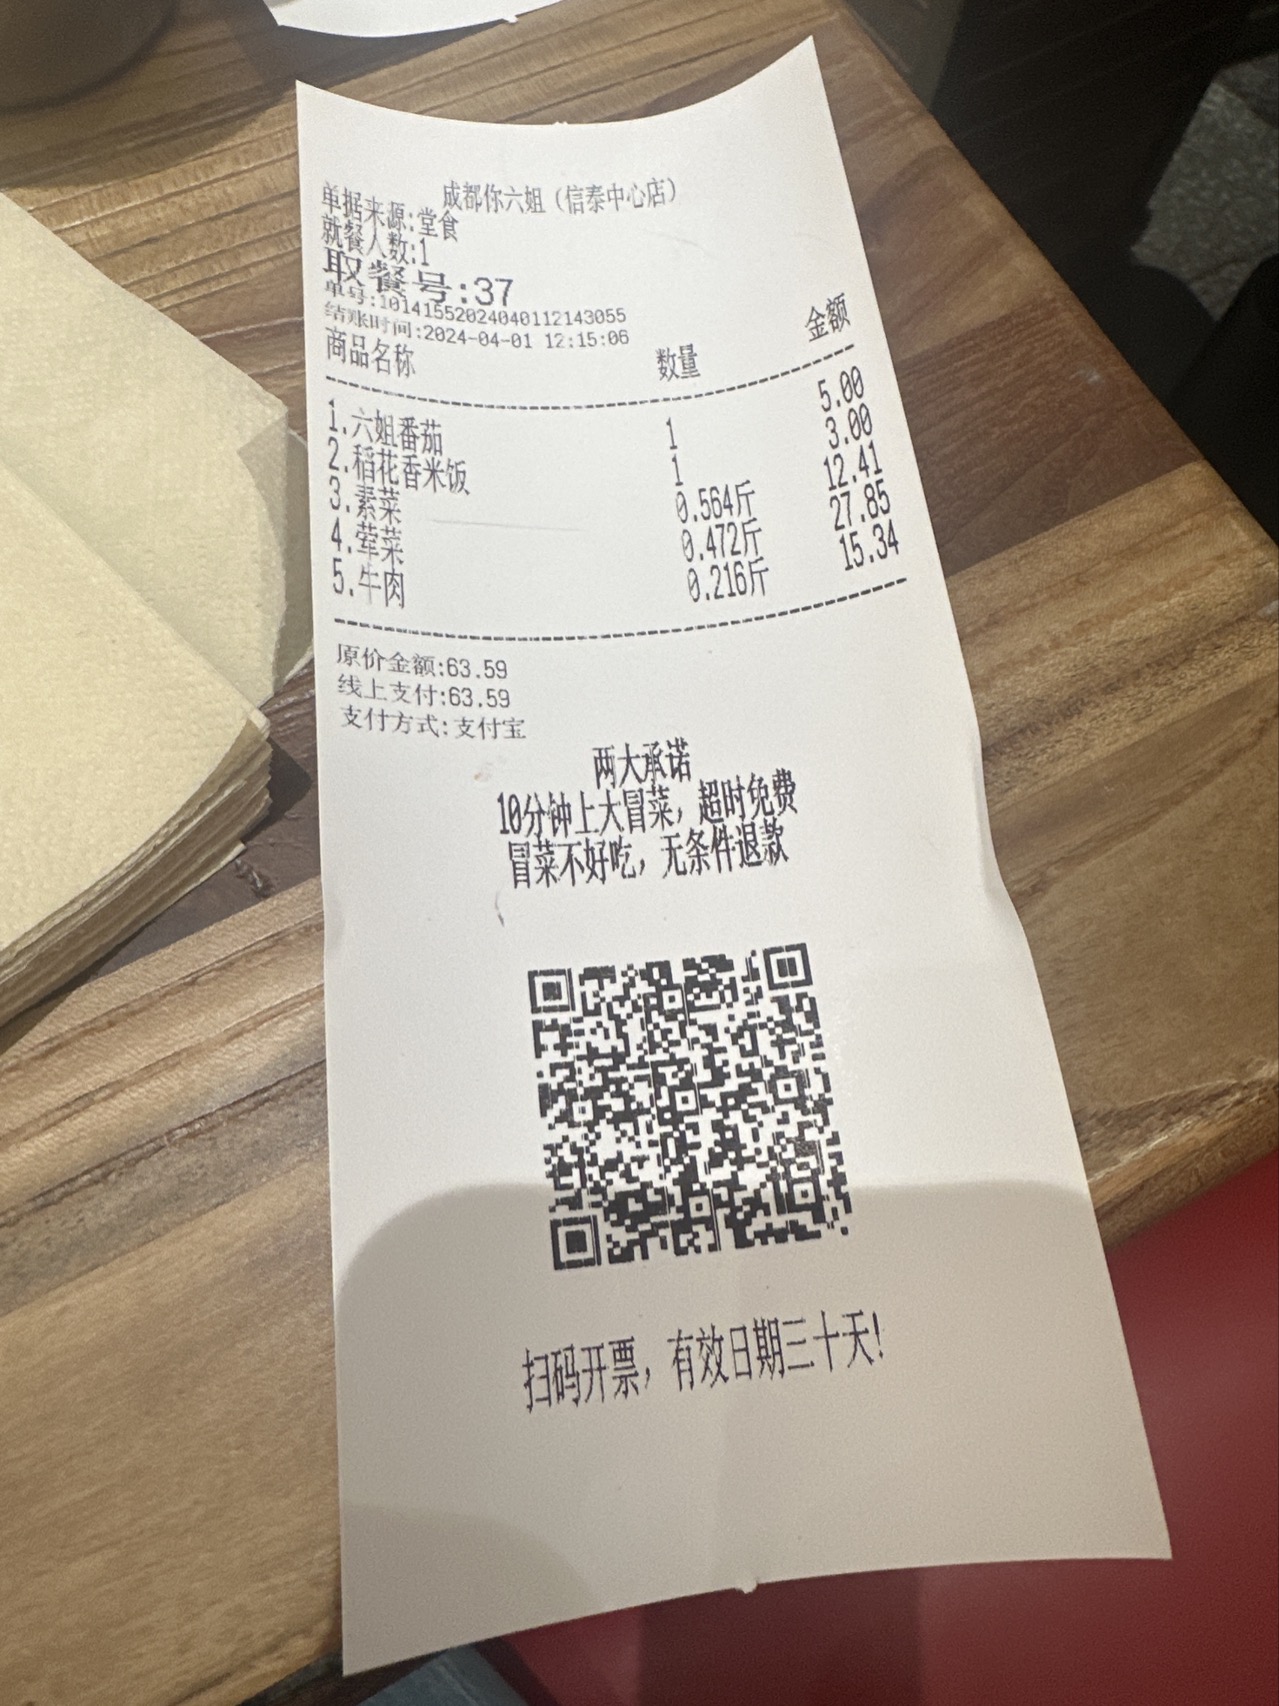 成都你六姐（信泰中心店）
单据来源:堂食
就餐人数:1
取餐号:37
单号:10141552024040112143055
结账时间:2024-04-01 12:15:06
商品名称 数量 金额
1.六姐番茄 1 5.00
2.稻花香米饭 1 3.00
3.素菜 0.564斤 12.41
4.荤菜 0.472斤 27.85
5.牛肉 0.216斤 15.34
原价金额:63.59
线上支付:63.59
支付方式:支付宝
两大承诺
10分钟上大冒菜，超时免费
冒菜不好吃，无条件退款
扫码开票，有效日期三十天！